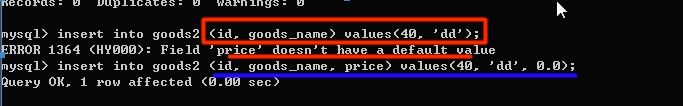 Records: 0  Duplicates: 0  Warnings: 0
mysql> insert into goods2 (id, goods_name) values(40, 'dd');
ERROR 1364 (HY000): Field 'price' doesn't have a default value
mysql> insert into goods2 (id, goods_name, price) values(40, 'dd', 0.0);
Query OK, 1 row affected (0.00 sec)